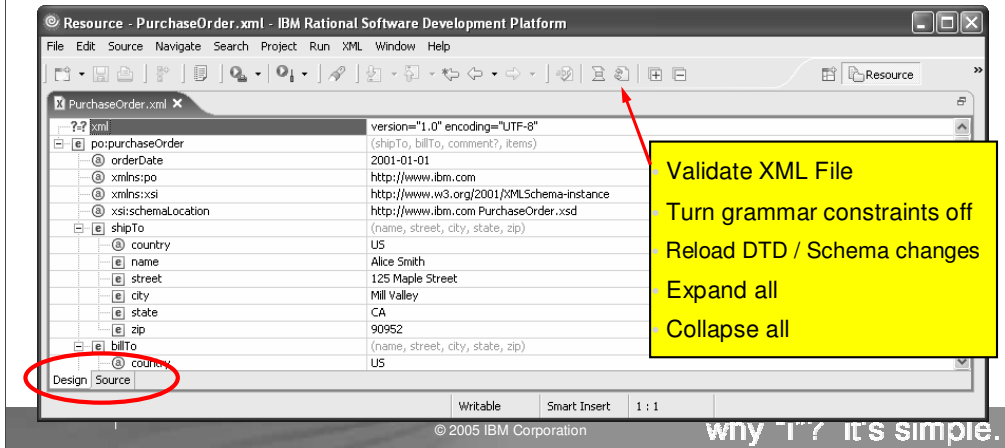 Resource - PurchaseOrder.xml - IBM Rational Software Development Platform
File Edit Source Navigate Search Project Run XML Window Help
Resource
PurchaseOrder.xml
?=? xml version="1.0" encoding="UTF-8"
e po:purchaseOrder (shipTo, billTo, comment?, items)
a orderDate 2001-01-01
a xmlns:po http://www.ibm.com
a xmlns:xsi http://www.w3.org/2001/XMLSchema-instance
a xsi:schemaLocation http://www.ibm.com PurchaseOrder.xsd
e shipTo (name, street, city, state, zip)
a country US
e name Alice Smith
e street 125 Maple Street
e city Mill Valley
e state CA
e zip 90952
e billTo (name, street, city, state, zip)
a country US
Validate XML File
Turn grammar constraints off
Reload DTD / Schema changes
Expand all
Collapse all
Design Source
Writable Smart Insert 1 : 1
© 2005 IBM Corporation
why "I"? it's simple.